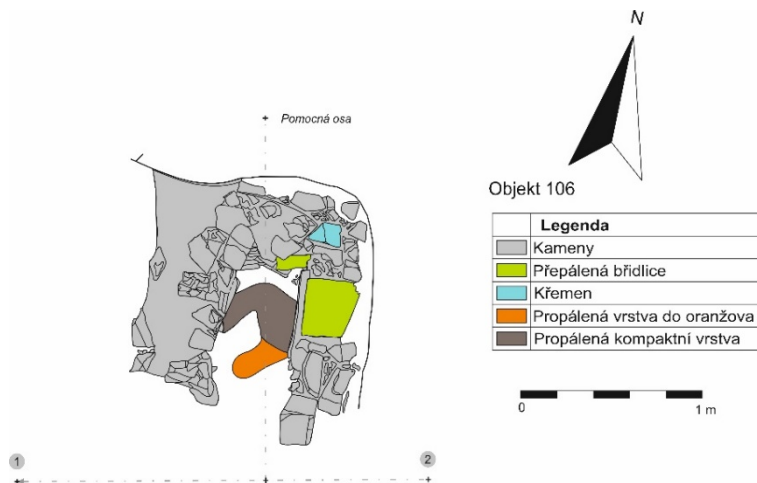 N
Pomocná osa
Objekt 106
Legenda
Kameny
Přepálená břidlice
Křemen
Propálená vrstva do oranžova
Propálená kompaktní vrstva
0 1 m
1 2